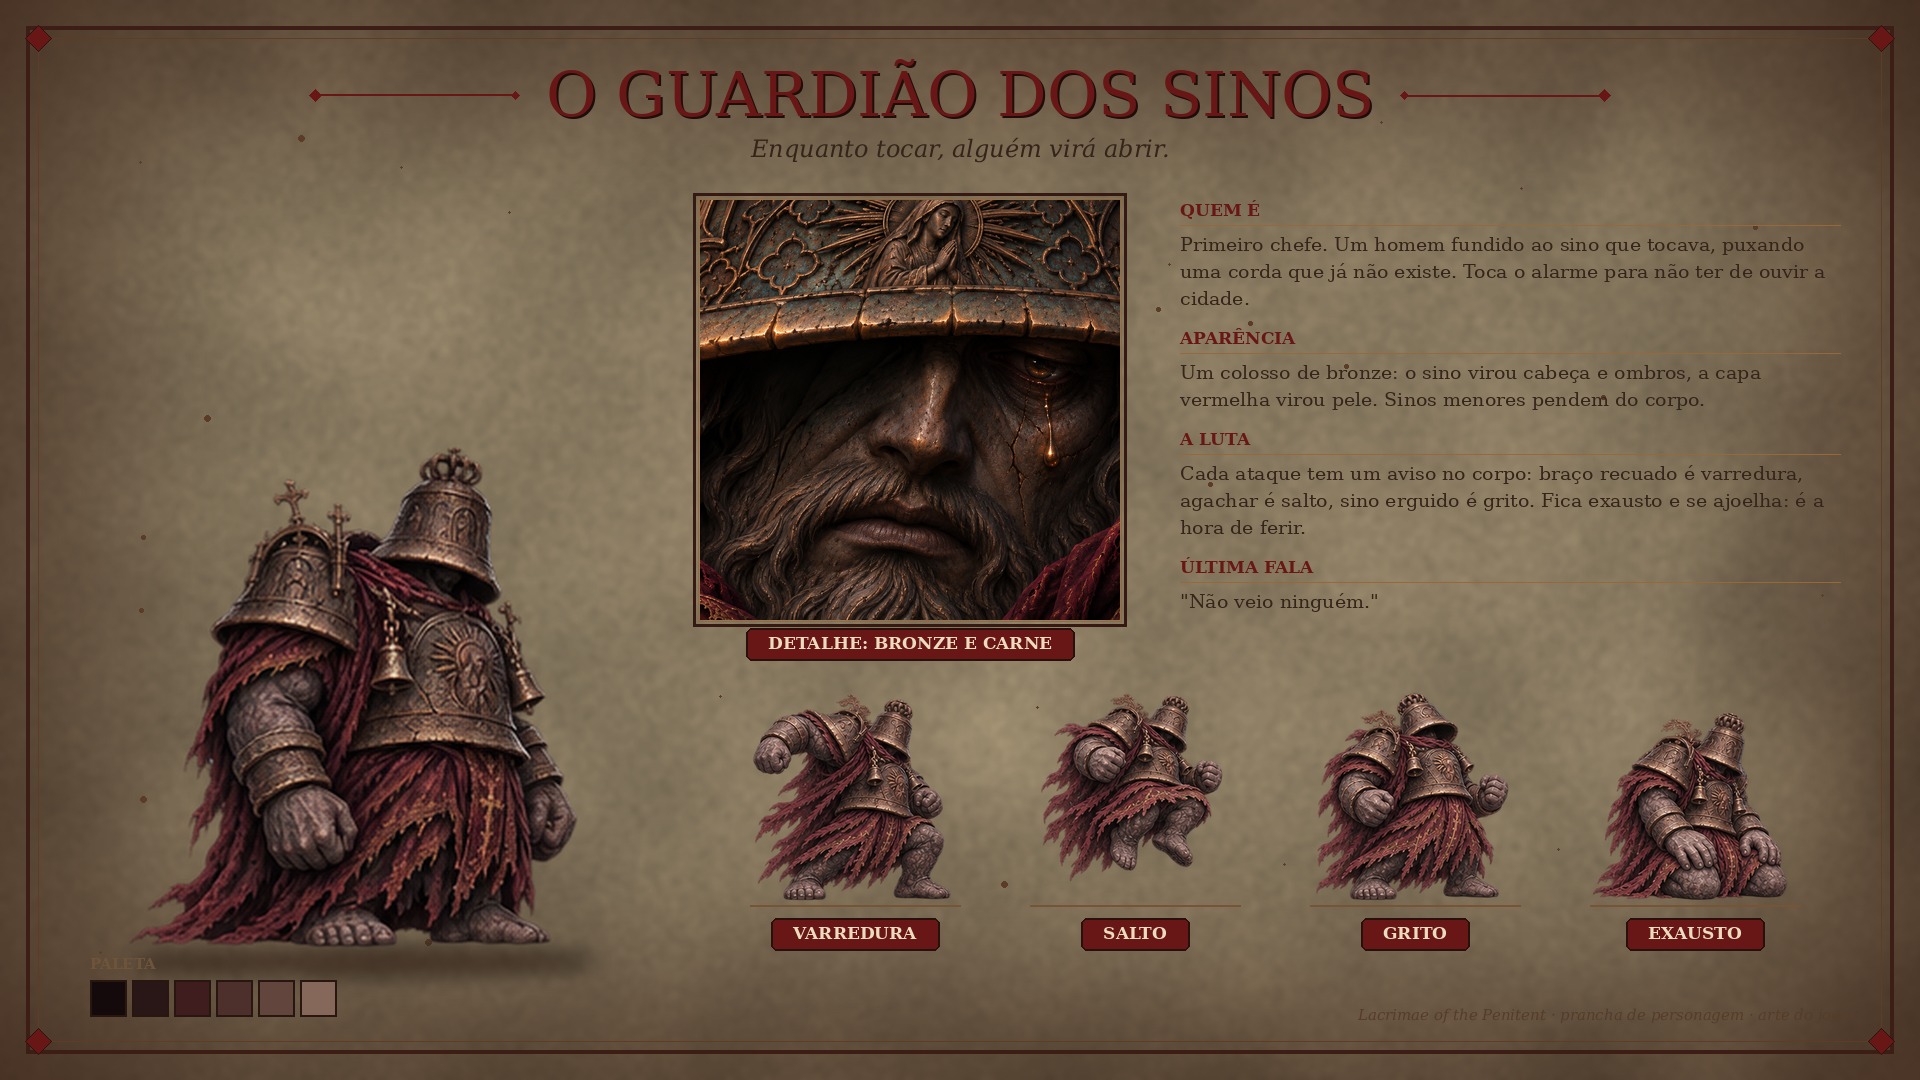 O GUARDIÃO DOS SINOS
Enquanto tocar, alguém virá abrir.
QUEM É
Primeiro chefe. Um homem fundido ao sino que tocava, puxando
uma corda que já não existe. Toca o alarme para não ter de ouvir a
cidade.
APARÊNCIA
Um colosso de bronze: o sino virou cabeça e ombros, a capa
vermelha virou pele. Sinos menores pendem do corpo.
A LUTA
Cada ataque tem um aviso no corpo: braço recuado é varredura,
agachar é salto, sino erguido é grito. Fica exausto e se ajoelha: é a
hora de ferir.
ÚLTIMA FALA
"Não veio ninguém."
DETALHE: BRONZE E CARNE
VARREDURA
SALTO
GRITO
EXAUSTO
PALETA
Lacrimae of the Penitent · prancha de personagem · arte do